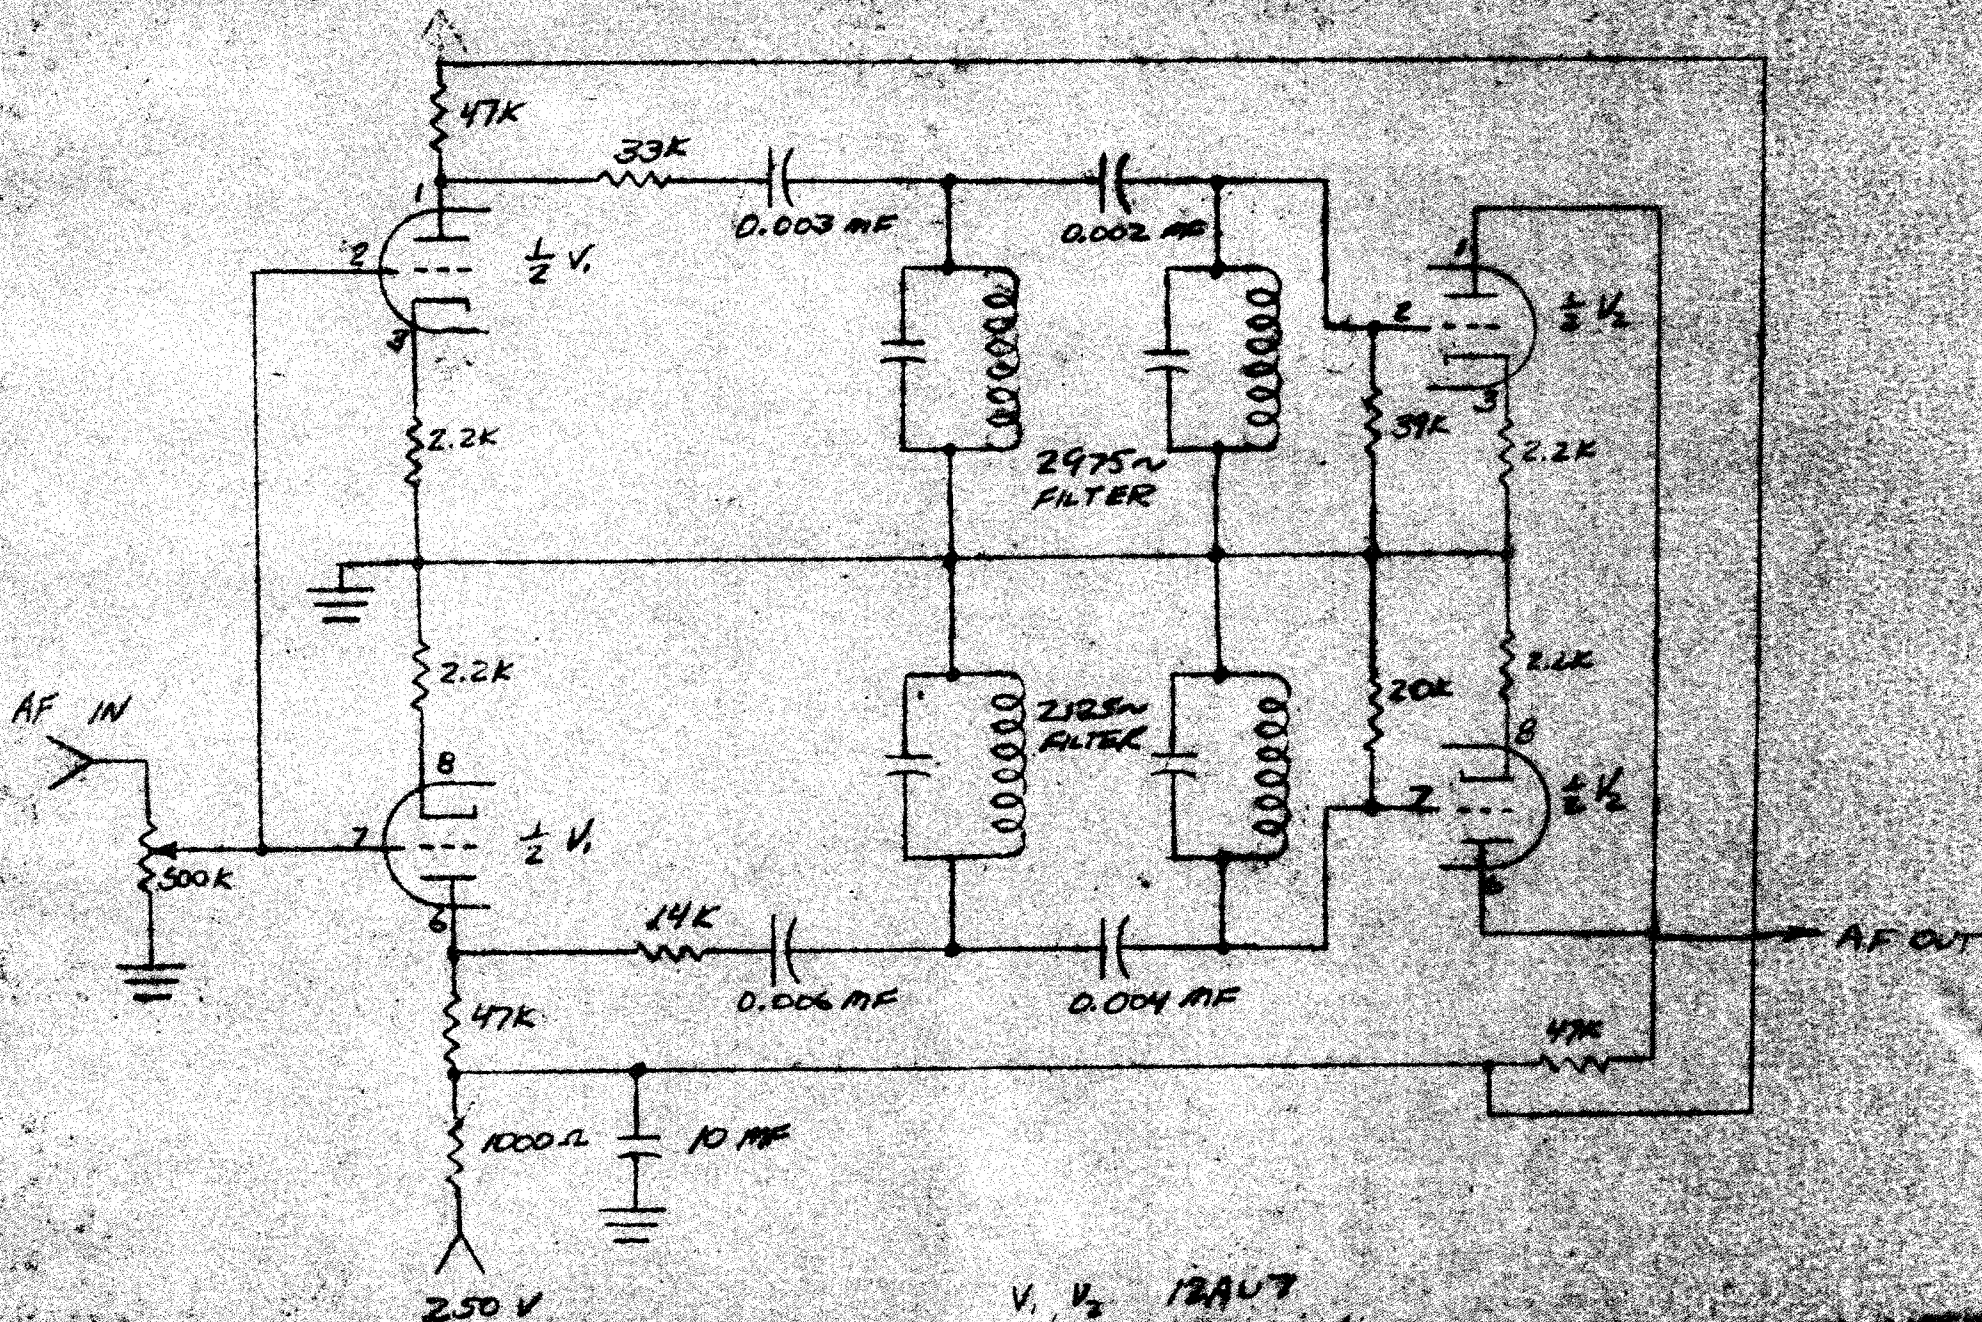 47K
33K
0.003 mF
0.002 mF
1
2
3
½ V₁
1
2
3
½ V₂
2.2K
39K
2.2K
2975~
FILTER
2.2K
20K
2.2K
2125~
FILTER
AF IN
500K
8
7
6
½ V₁
8
7
6
½ V₂
14K
0.006 mF
0.004 mF
AF OUT
47K
47K
1000Ω
10 mF
250 V
V₁ V₂ 12AU7